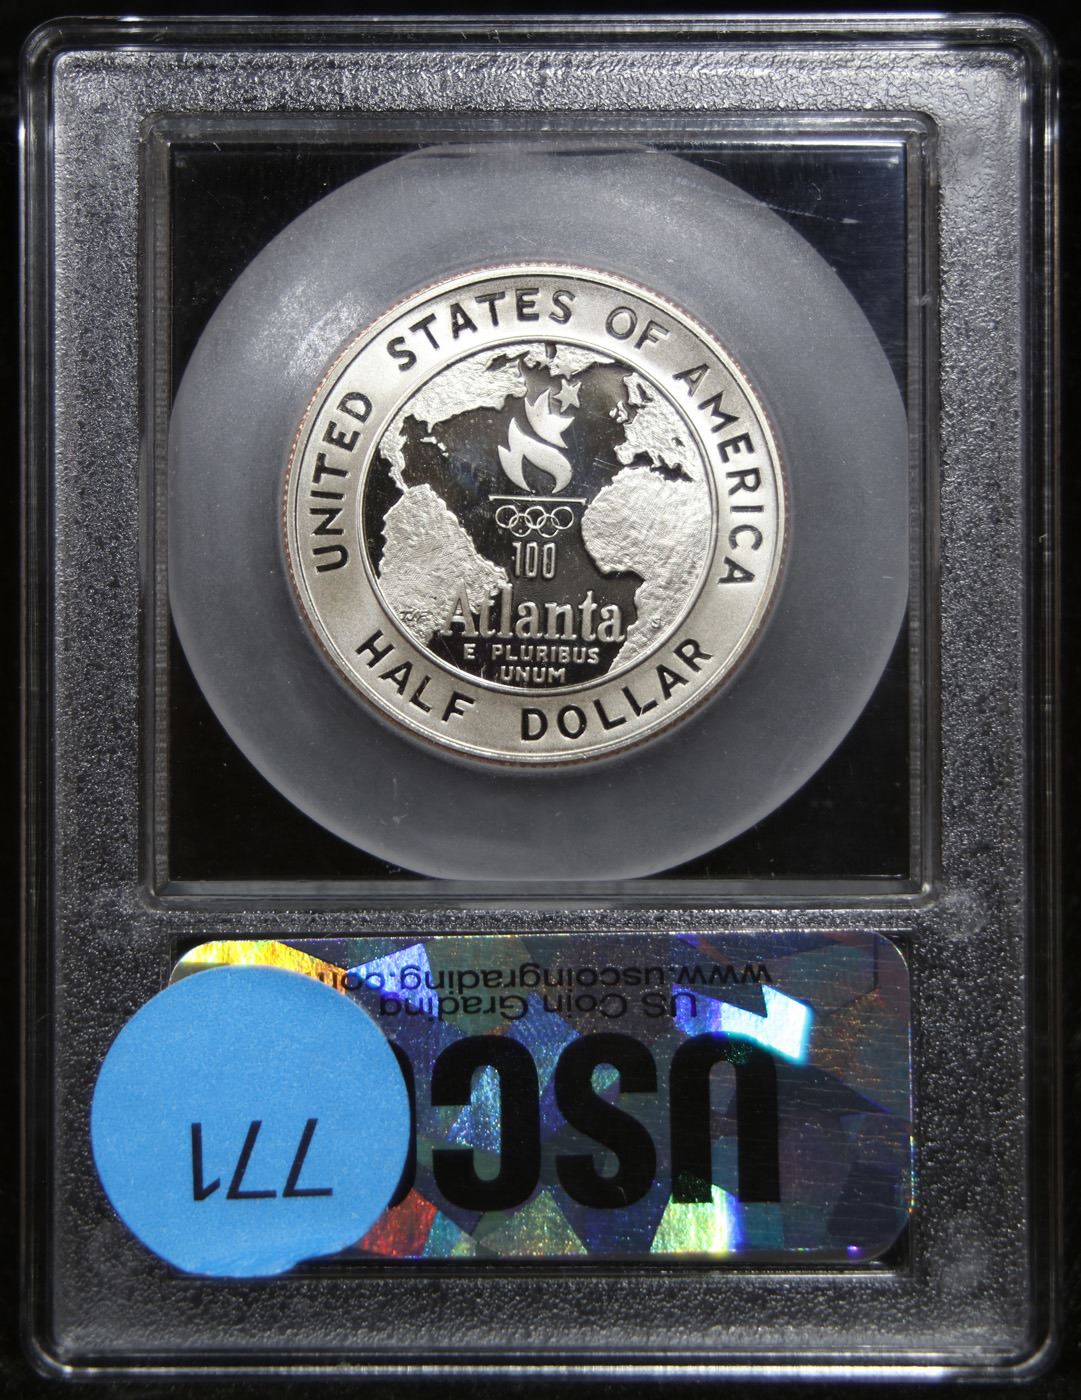 UNITED STATES OF AMERICA
100
Atlanta
E PLURIBUS
UNUM
HALF DOLLAR
www.uscoingrading.com
US Coin Grading
USC
771